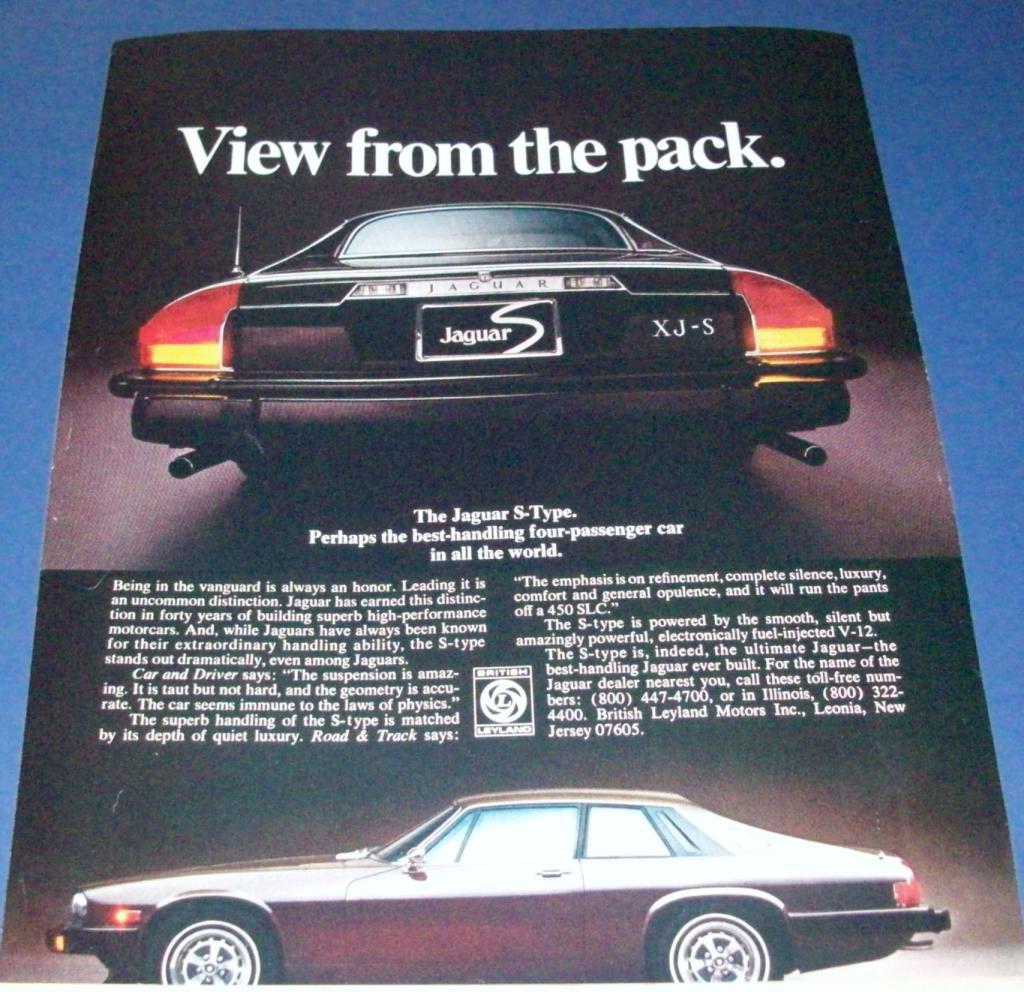 View from the pack.
JAGUAR
Jaguar S
XJ-S
The Jaguar S-Type.
Perhaps the best-handling four-passenger car
in all the world.
Being in the vanguard is always an honor. Leading it is
an uncommon distinction. Jaguar has earned this distinc-
tion in forty years of building superb high-performance
motorcars. And, while Jaguars have always been known
for their extraordinary handling ability, the S-type
stands out dramatically, even among Jaguars.
Car and Driver says: "The suspension is amaz-
ing. It is taut but not hard, and the geometry is accu-
rate. The car seems immune to the laws of physics."
The superb handling of the S-type is matched
by its depth of quiet luxury. Road & Track says:
"The emphasis is on refinement, complete silence, luxury,
comfort and general opulence, and it will run the pants
off a 450 SLC."
The S-type is powered by the smooth, silent but
amazingly powerful, electronically fuel-injected V-12.
The S-type is, indeed, the ultimate Jaguar—the
best-handling Jaguar ever built. For the name of the
Jaguar dealer nearest you, call these toll-free num-
bers: (800) 447-4700, or in Illinois, (800) 322-
4400. British Leyland Motors Inc., Leonia, New
Jersey 07605.
BRITISH
L
LEYLAND